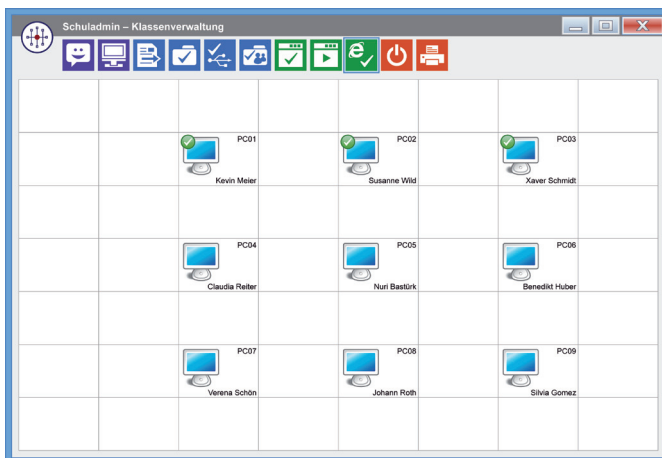 Schuladmin – Klassenverwaltung
PC01
Kevin Meier
PC02
Susanne Wild
PC03
Xaver Schmidt
PC04
Claudia Reiter
PC05
Nuri Bastürk
PC06
Benedikt Huber
PC07
Verena Schön
PC08
Johann Roth
PC09
Silvia Gomez